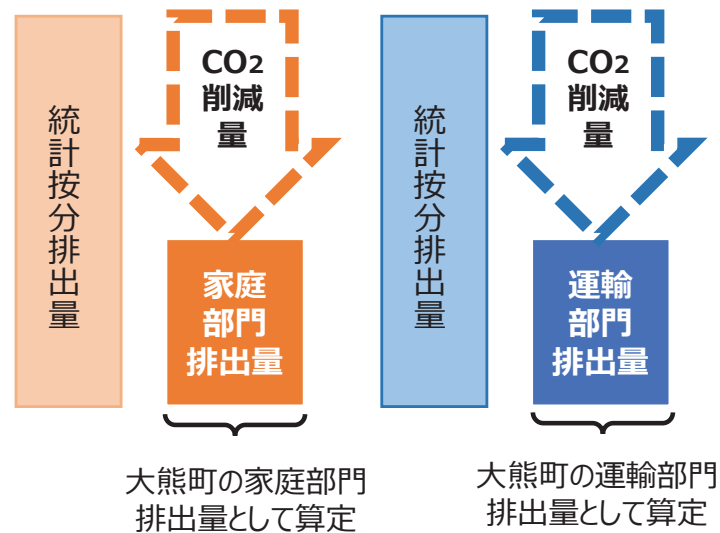 統計按分排出量
CO2
削減
量
家庭
部門
排出量
大熊町の家庭部門
排出量として算定
統計按分排出量
CO2
削減
量
運輸
部門
排出量
大熊町の運輸部門
排出量として算定